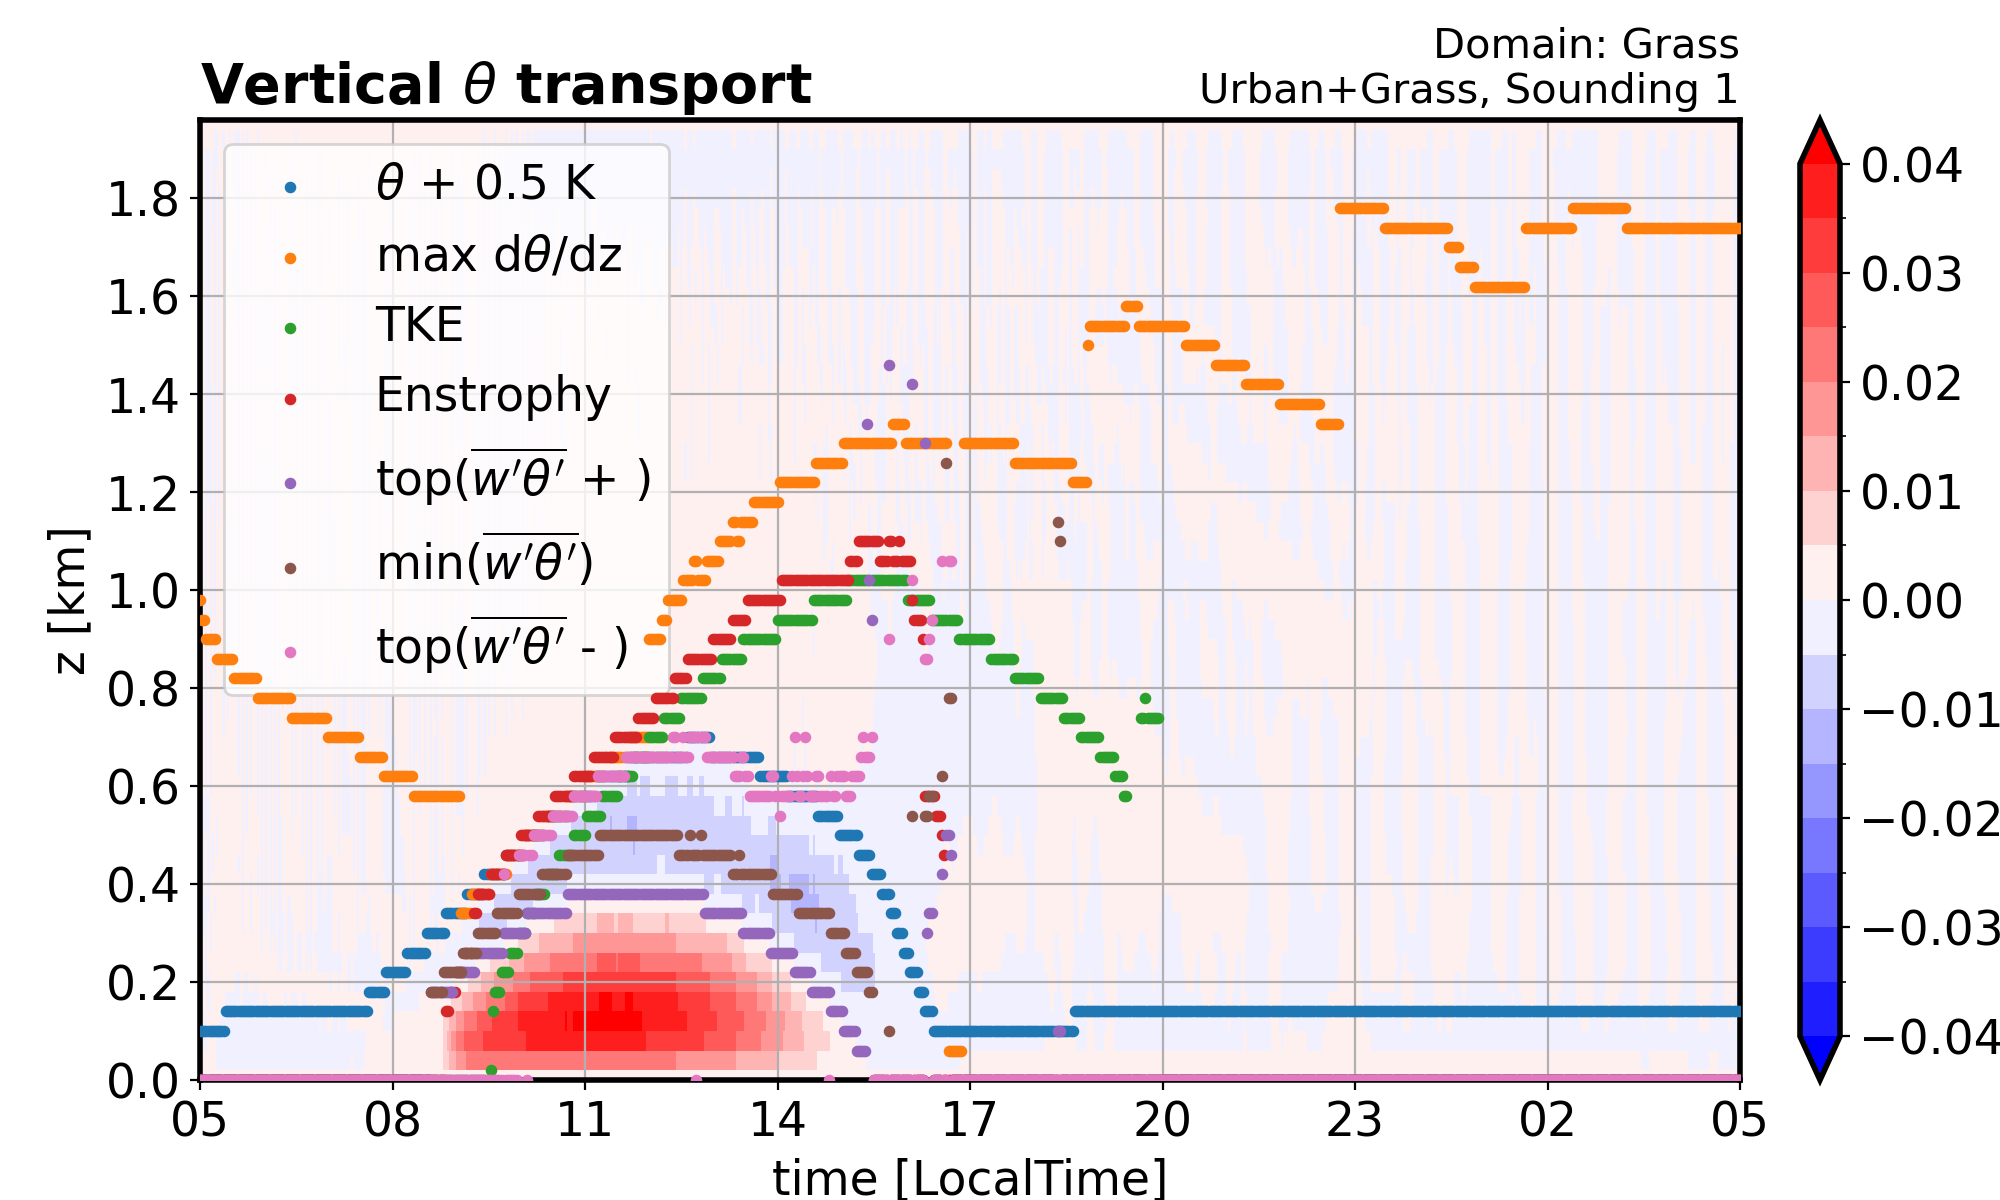 Domain: Grass
Vertical θ transport
Urban+Grass, Sounding 1
θ + 0.5 K
max dθ/dz
TKE
Enstrophy
top(w′θ′ + )
min(w′θ′)
top(w′θ′ - )
z [km]
1.8
1.6
1.4
1.2
1.0
0.8
0.6
0.4
0.2
0.0
05 08 11 14 17 20 23 02 05
time [LocalTime]
0.04
0.03
0.02
0.01
0.00
−0.01
−0.02
−0.03
−0.04